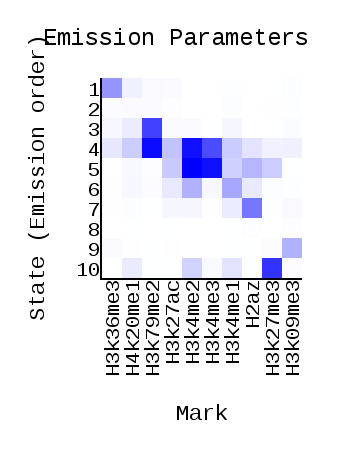 Emission Parameters
State (Emission order)
1
2
3
4
5
6
7
8
9
10
H3k36me3
H4k20me1
H3k79me2
H3k27ac
H3k4me2
H3k4me3
H3k4me1
H2az
H3k27me3
H3k09me3
Mark